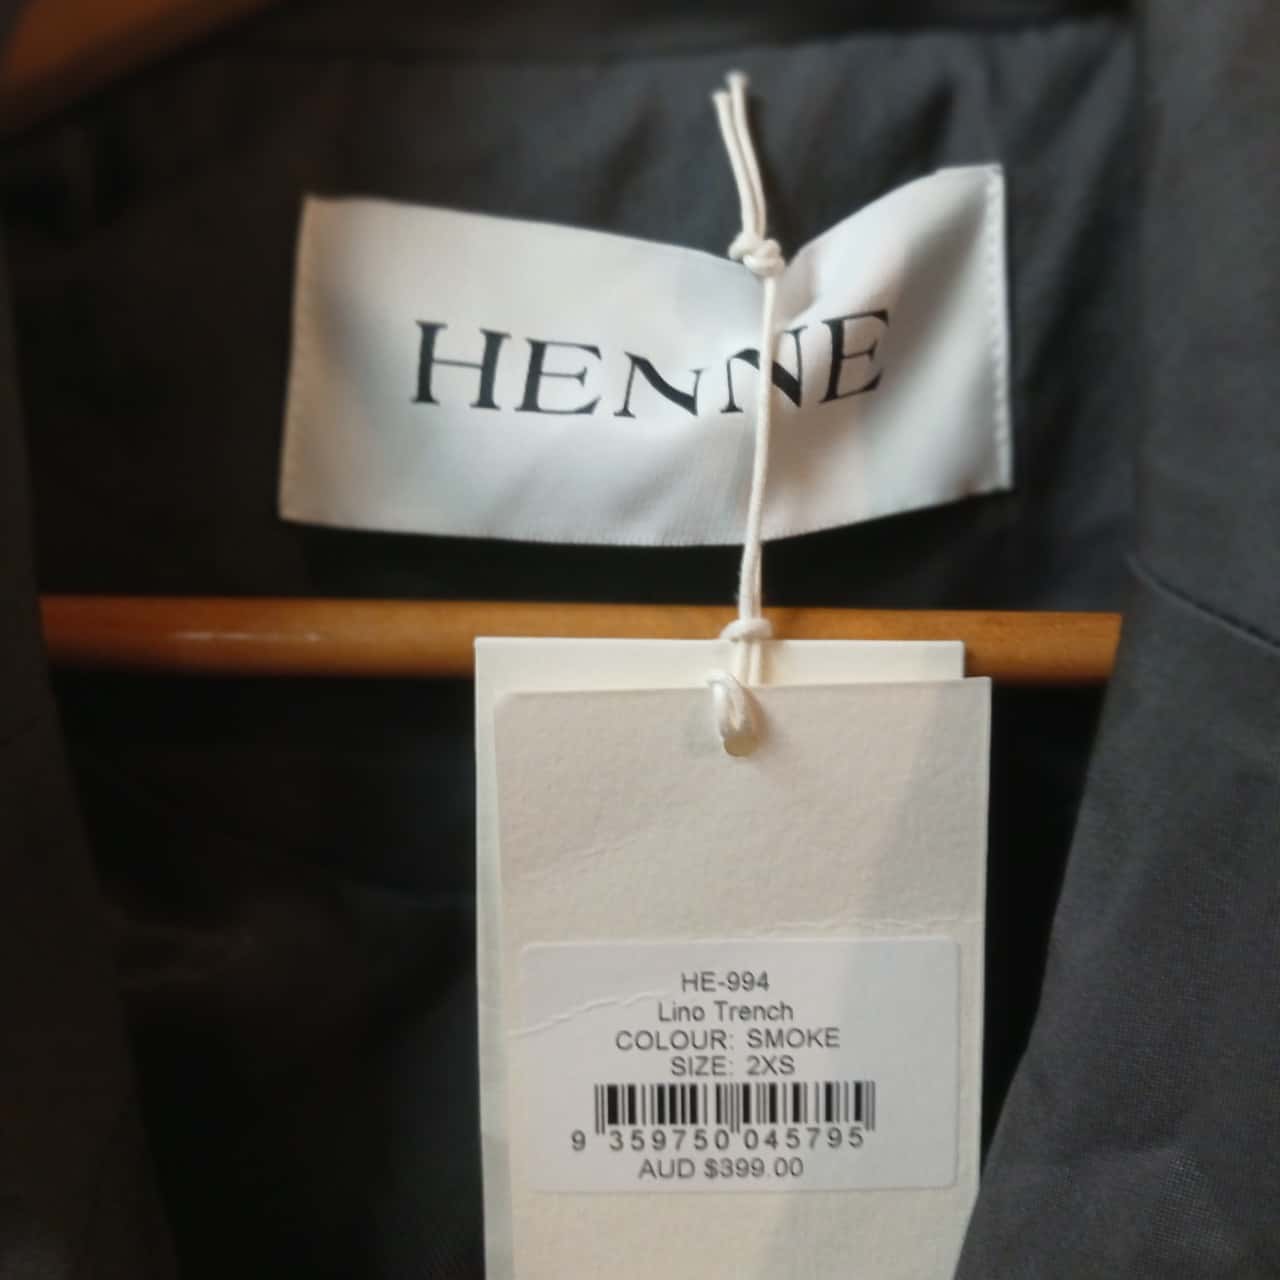 HENNE
HE-994
Lino Trench
COLOUR: SMOKE
SIZE: 2XS
9 359750 045795
AUD $399.00